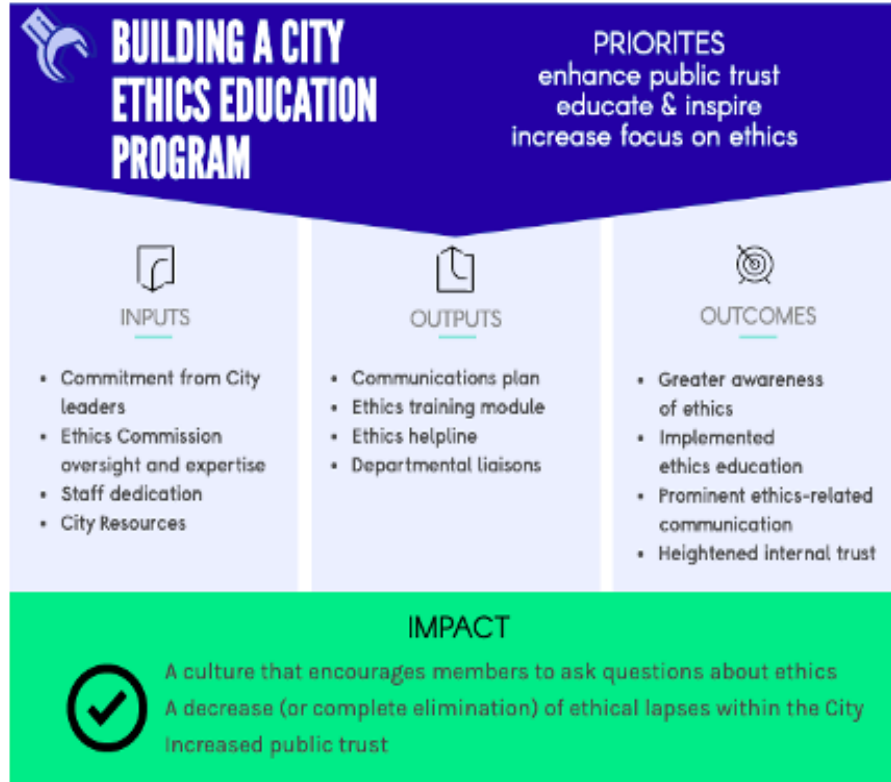 BUILDING A CITY
ETHICS EDUCATION
PROGRAM
PRIORITES
enhance public trust
educate & inspire
increase focus on ethics
INPUTS
• Commitment from City
leaders
• Ethics Commission
oversight and expertise
• Staff dedication
• City Resources
OUTPUTS
• Communications plan
• Ethics training module
• Ethics helpline
• Departmental liaisons
OUTCOMES
• Greater awareness
of ethics
• Implemented
ethics education
• Prominent ethics-related
communication
• Heightened internal trust
IMPACT
A culture that encourages members to ask questions about ethics
A decrease (or complete elimination) of ethical lapses within the City
Increased public trust